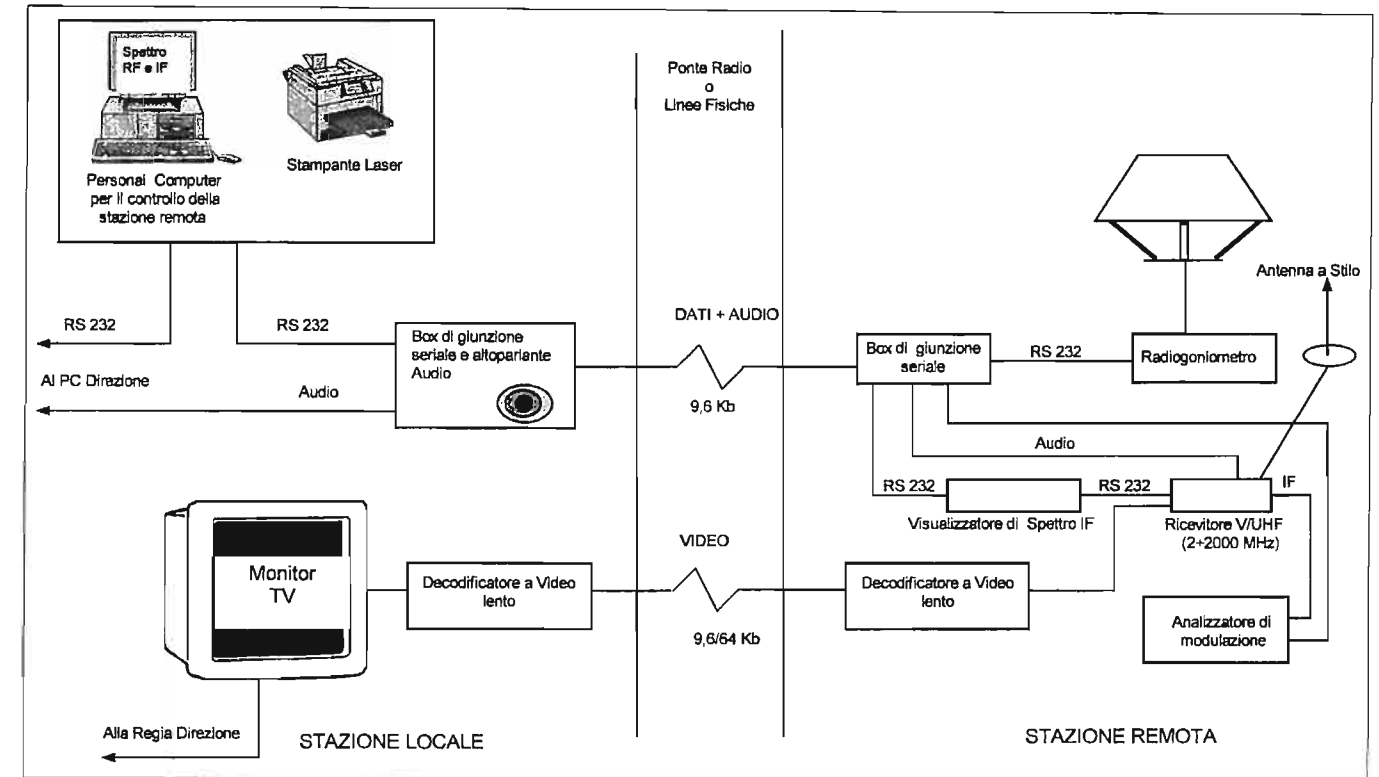 Spettro
RF e IF
Stampante Laser
Personal Computer
per il controllo della
stazione remota
RS 232
RS 232
Al PC Direzione
Audio
Box di giunzione
seriale e altoparlante
Audio
Ponte Radio
o
Linee Fisiche
DATI + AUDIO
9,6 Kb
Antenna a Stilo
Box di giunzione
seriale
RS 232
Radiogoniometro
Audio
RS 232
RS 232
IF
Visualizzatore di Spettro IF
Ricevitore V/UHF
(2+2000 MHz)
Monitor
TV
Decodificatore a Video
lento
VIDEO
9,6/64 Kb
Decodificatore a Video
lento
Analizzatore di
modulazione
Alla Regia Direzione
STAZIONE LOCALE
STAZIONE REMOTA